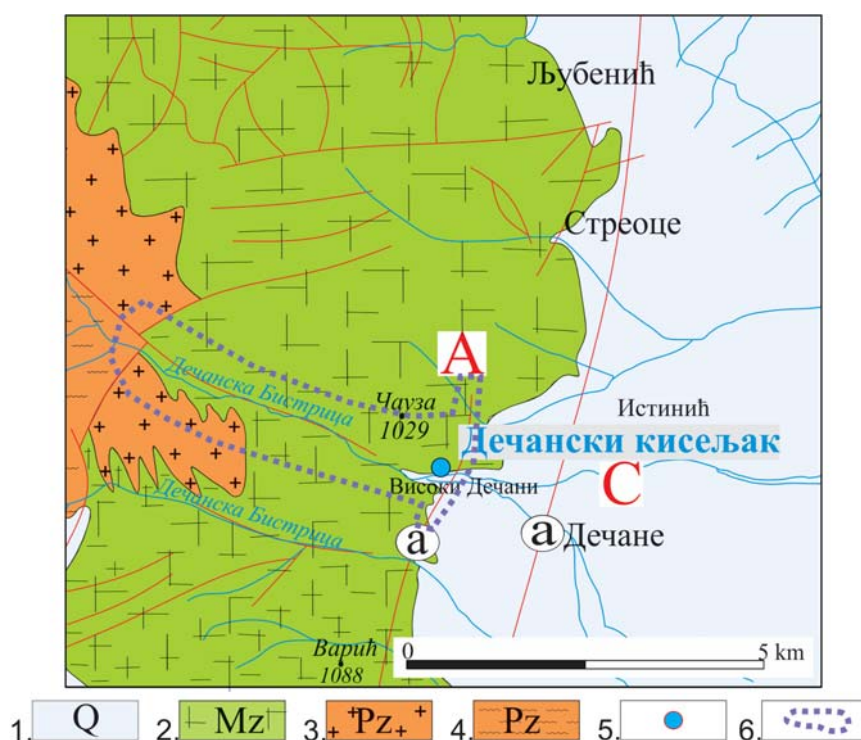 Љубенић
Стреоце
А
Дечанска Бистрица
Чауза
1029
Истинић
Дечански кисељак
С
Високи Дечани
Дечанска Бистрица
а
а Дечане
Варић
1088
0 5 km
1. Q 2. Mz 3. Pz 4. Pz 5. 6.